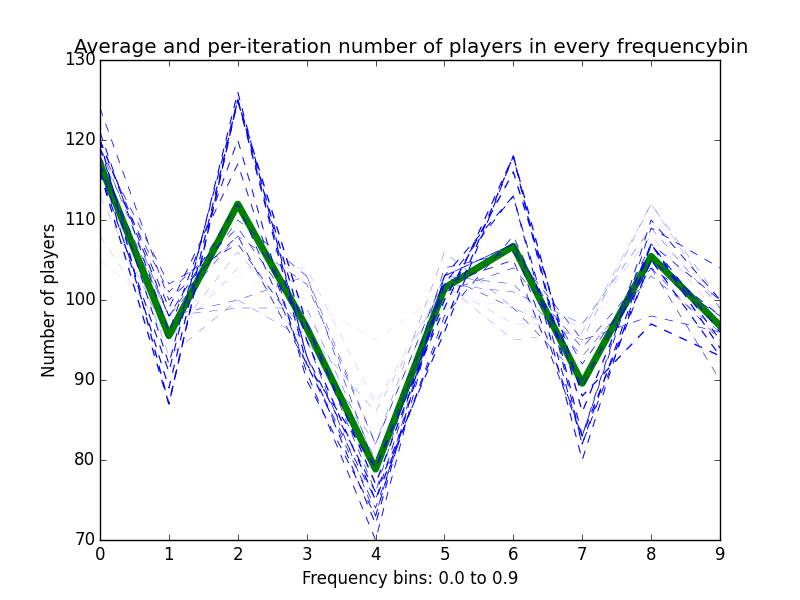 Average and per-iteration number of players in every frequencybin
130
120
110
100
90
80
70
Number of players
0 1 2 3 4 5 6 7 8 9
Frequency bins: 0.0 to 0.9